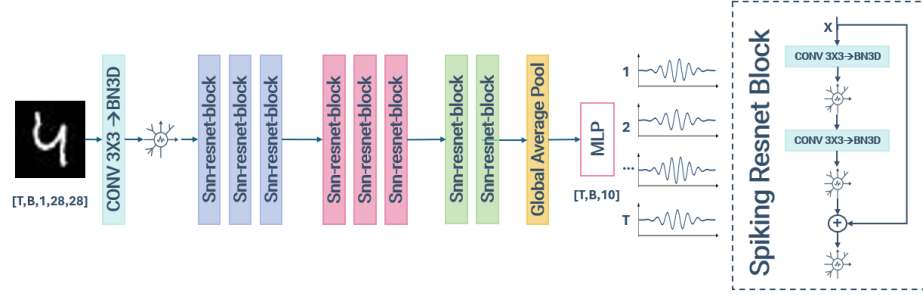 [T,B,1,28,28]
CONV 3X3 →BN3D
Snn-resnet-block
Snn-resnet-block
Snn-resnet-block
Snn-resnet-block
Snn-resnet-block
Snn-resnet-block
Snn-resnet-block
Snn-resnet-block
Global Average Pool
MLP
[T,B,10]
1
2
...
T
Spiking Resnet Block
X
CONV 3X3→BN3D
CONV 3X3→BN3D
+